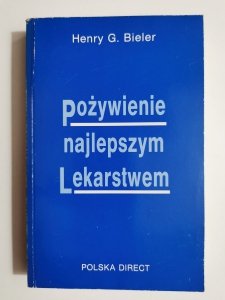 Henry G. Bieler
Pożywienie
najlepszym
Lekarstwem
POLSKA DIRECT